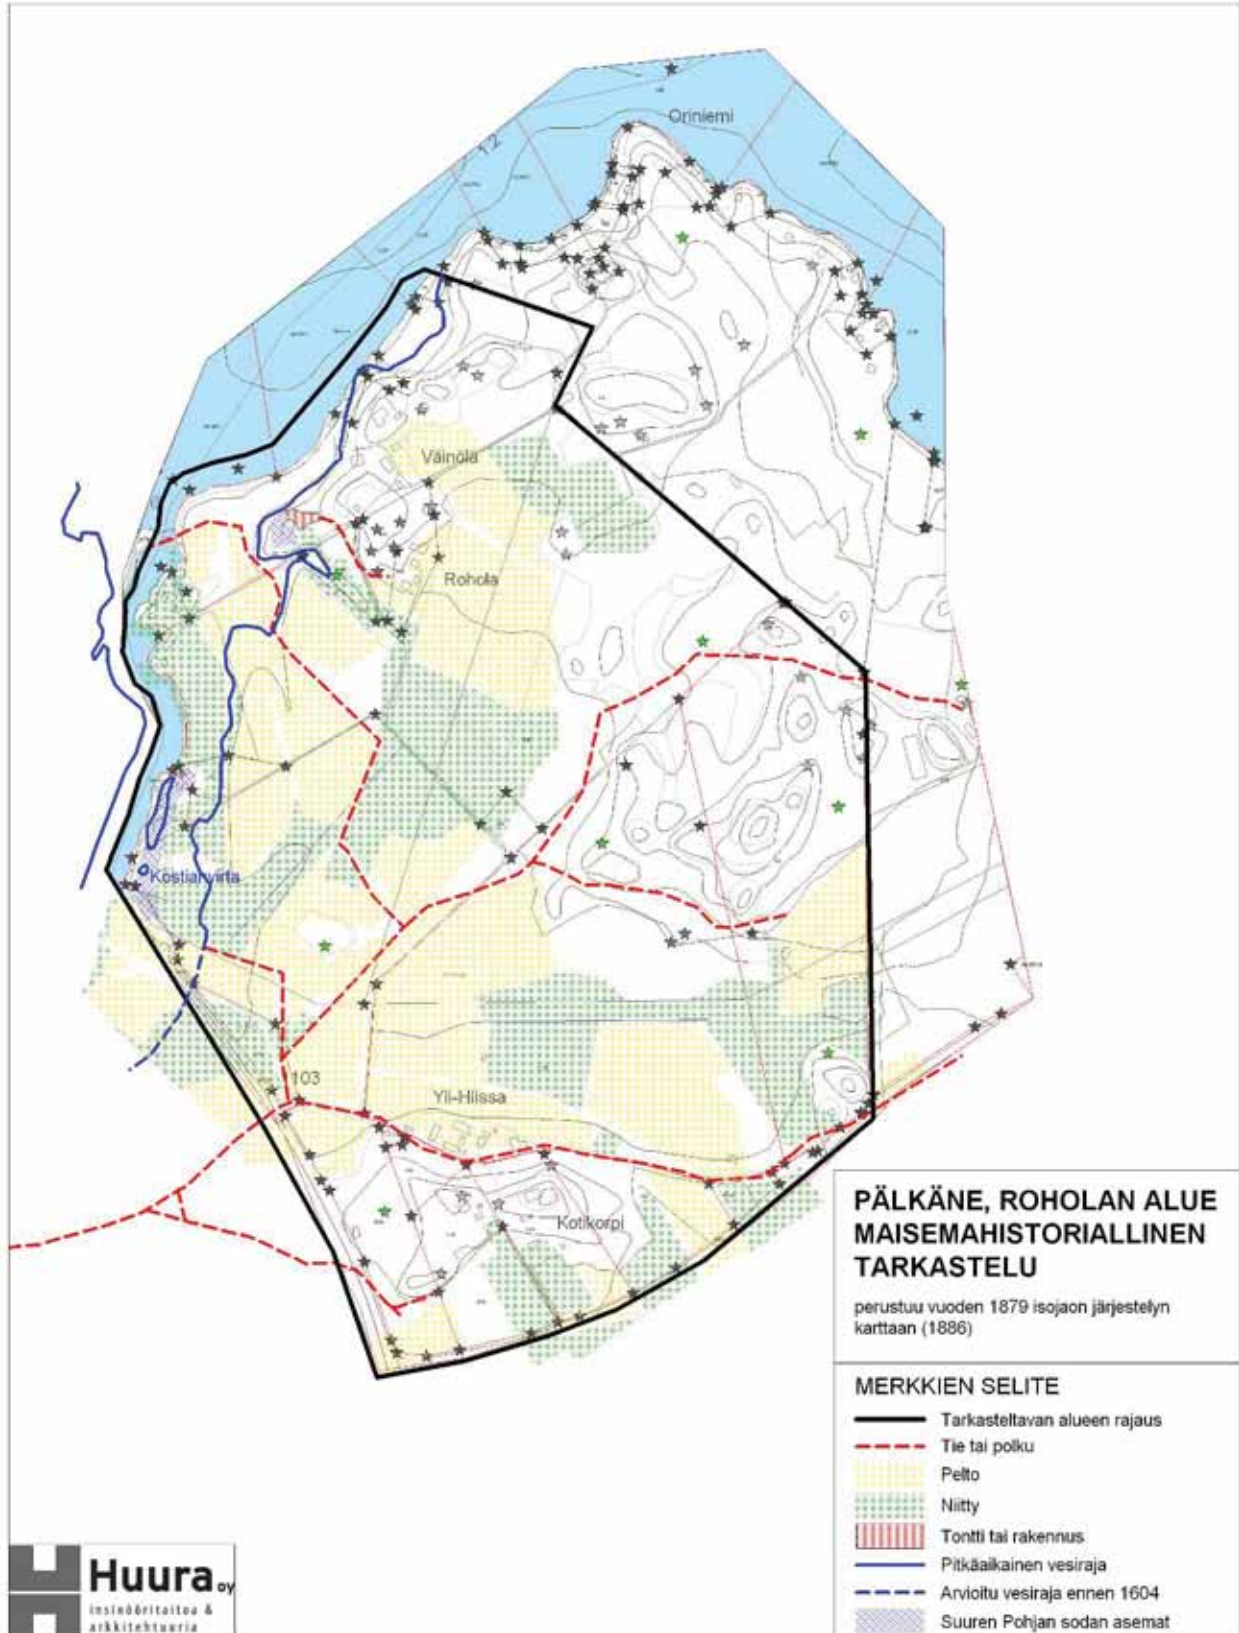 Oriniemi
12
Väinölä
Rohola
Kostianvirta
103
Yli-Hiissa
Kotikorpi
PÄLKÄNE, ROHOLAN ALUE
MAISEMAHISTORIALLINEN
TARKASTELU
perustuu vuoden 1879 isojaon järjestelyn
karttaan (1886)
MERKKIEN SELITE
Tarkasteltavan alueen rajaus
Tie tai polku
Pelto
Niitty
Tontti tai rakennus
Pitkäaikainen vesiraja
Arvioitu vesiraja ennen 1604
Suuren Pohjan sodan asemat
Huura oy
insinööritaitoa &
arkkitehtuuria